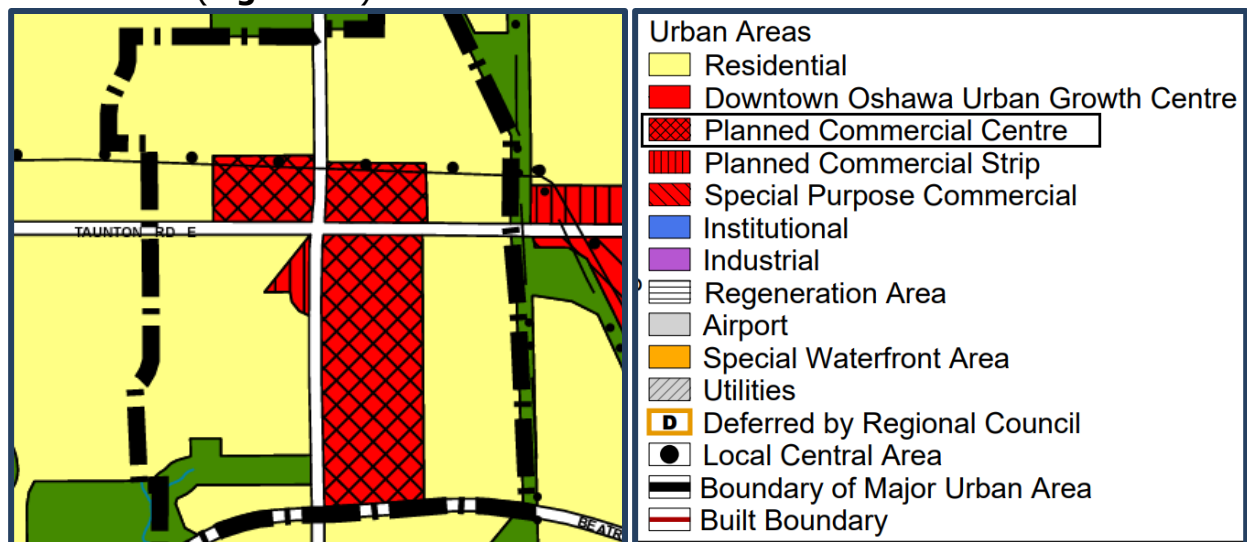 TAUNTON RD E
BEATR
Urban Areas
Residential
Downtown Oshawa Urban Growth Centre
Planned Commercial Centre
Planned Commercial Strip
Special Purpose Commercial
Institutional
Industrial
Regeneration Area
Airport
Special Waterfront Area
Utilities
D Deferred by Regional Council
Local Central Area
Boundary of Major Urban Area
Built Boundary